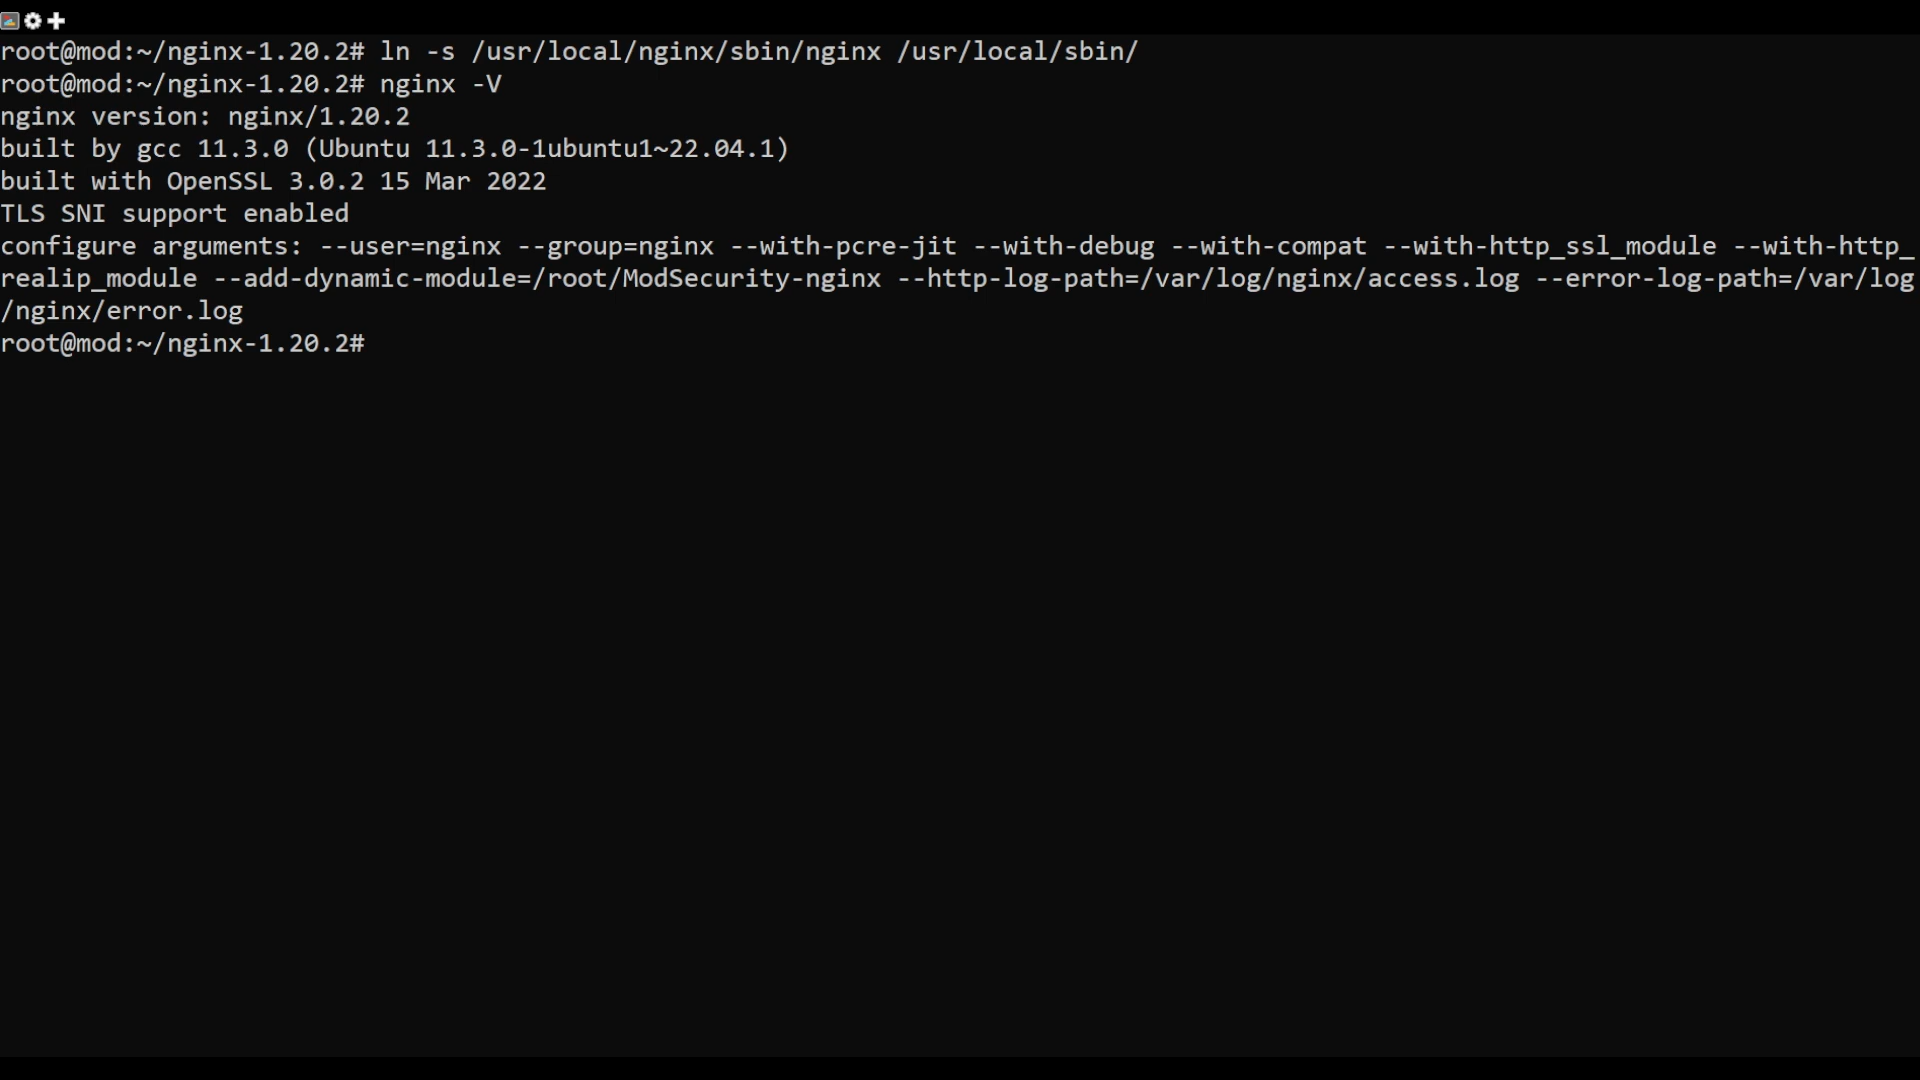 root@mod:~/nginx-1.20.2# ln -s /usr/local/nginx/sbin/nginx /usr/local/sbin/
root@mod:~/nginx-1.20.2# nginx -V
nginx version: nginx/1.20.2
built by gcc 11.3.0 (Ubuntu 11.3.0-1ubuntu1~22.04.1)
built with OpenSSL 3.0.2 15 Mar 2022
TLS SNI support enabled
configure arguments: --user=nginx --group=nginx --with-pcre-jit --with-debug --with-compat --with-http_ssl_module --with-http_
realip_module --add-dynamic-module=/root/ModSecurity-nginx --http-log-path=/var/log/nginx/access.log --error-log-path=/var/log
/nginx/error.log
root@mod:~/nginx-1.20.2#